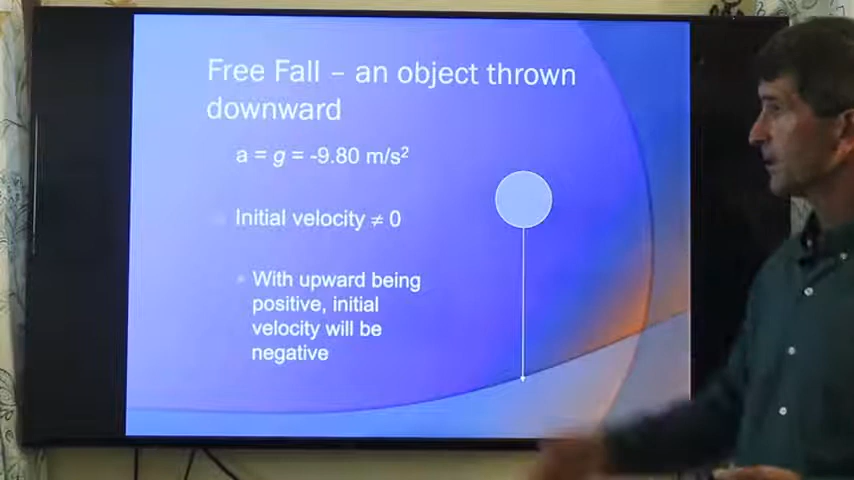 Free Fall – an object thrown
downward
a = g = -9.80 m/s²
Initial velocity ≠ 0
With upward being
positive, initial
velocity will be
negative